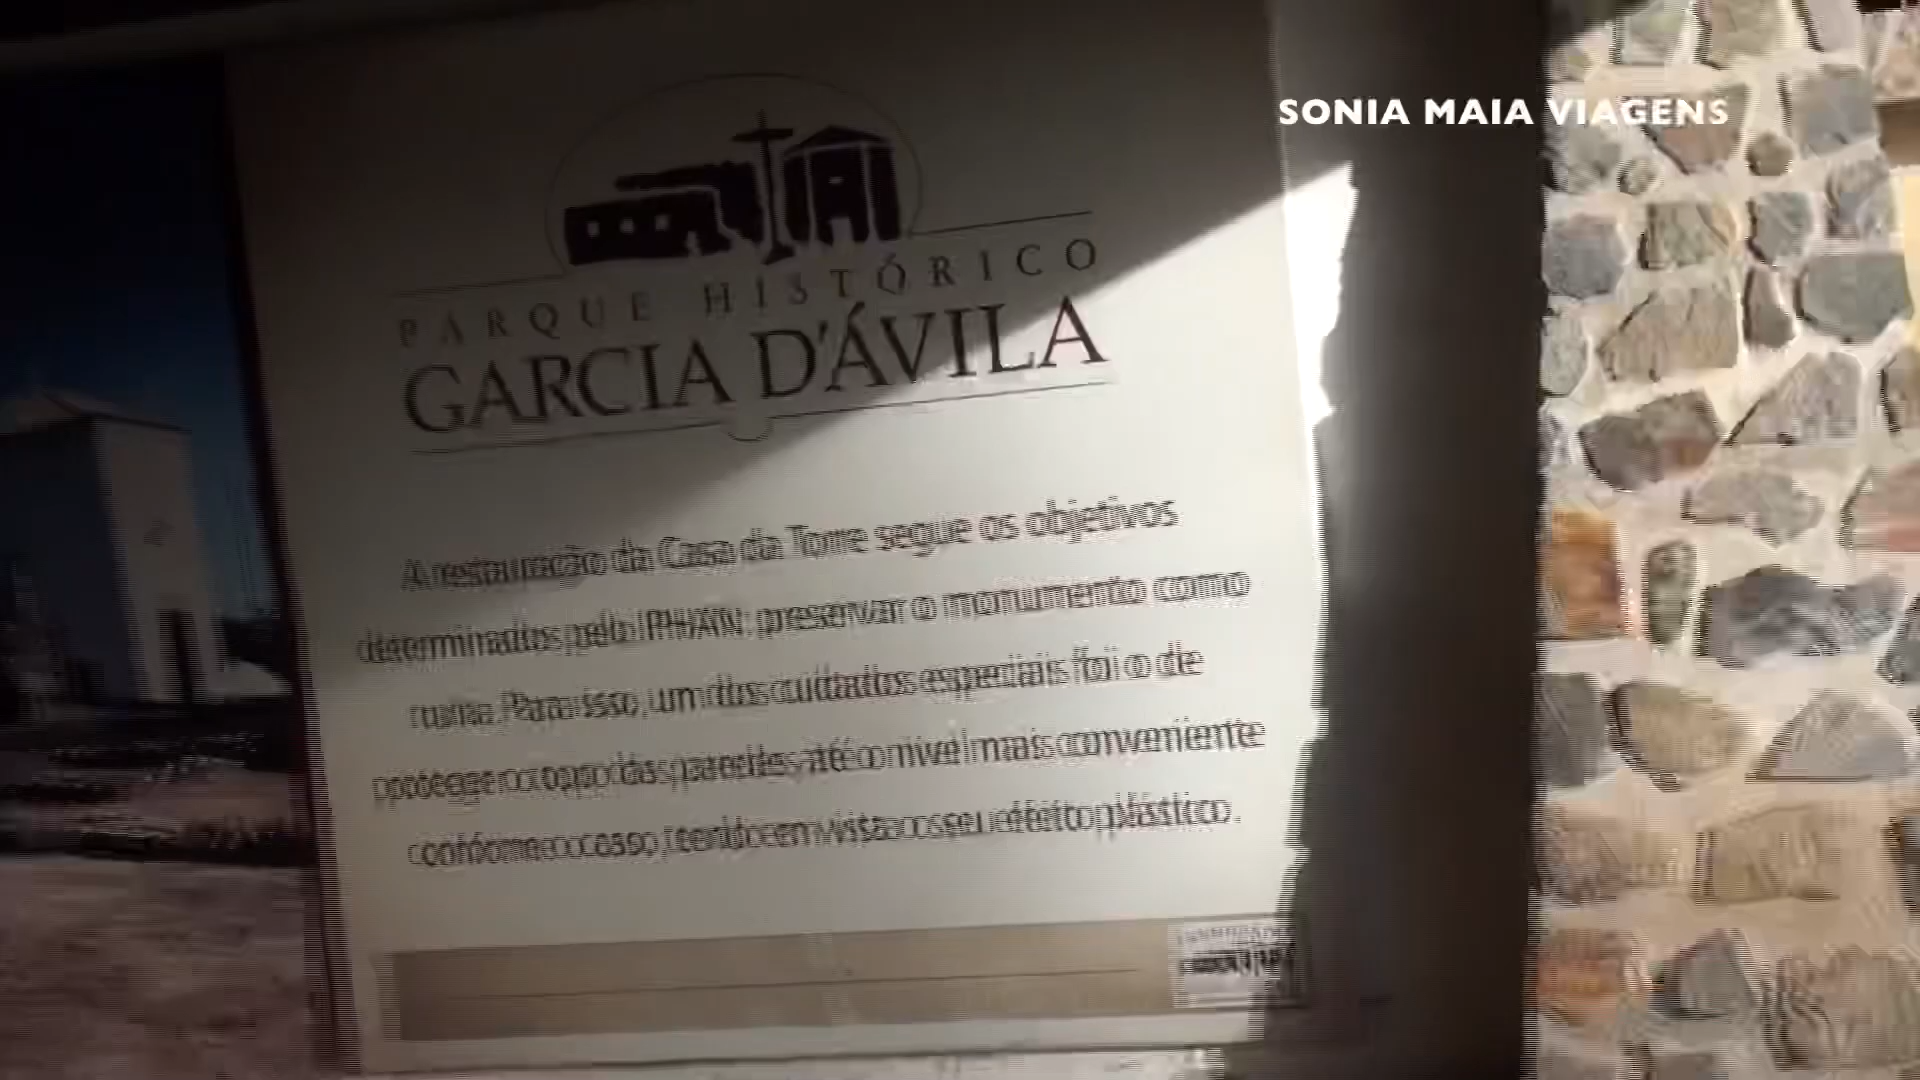 SONIA MAIA VIAGENS
PARQUE HISTÓRICO
GARCIA D'ÁVILA
A restauração da Casa da Torre segue os objetivos
determinados pelo IPHAN: preservar o monumento como
ruína. Para isso, um dos cuidados especiais foi o de
proteger o topo das paredes, até o nível mais conveniente
conforme o caso, tendo em vista o seu efeito plástico.